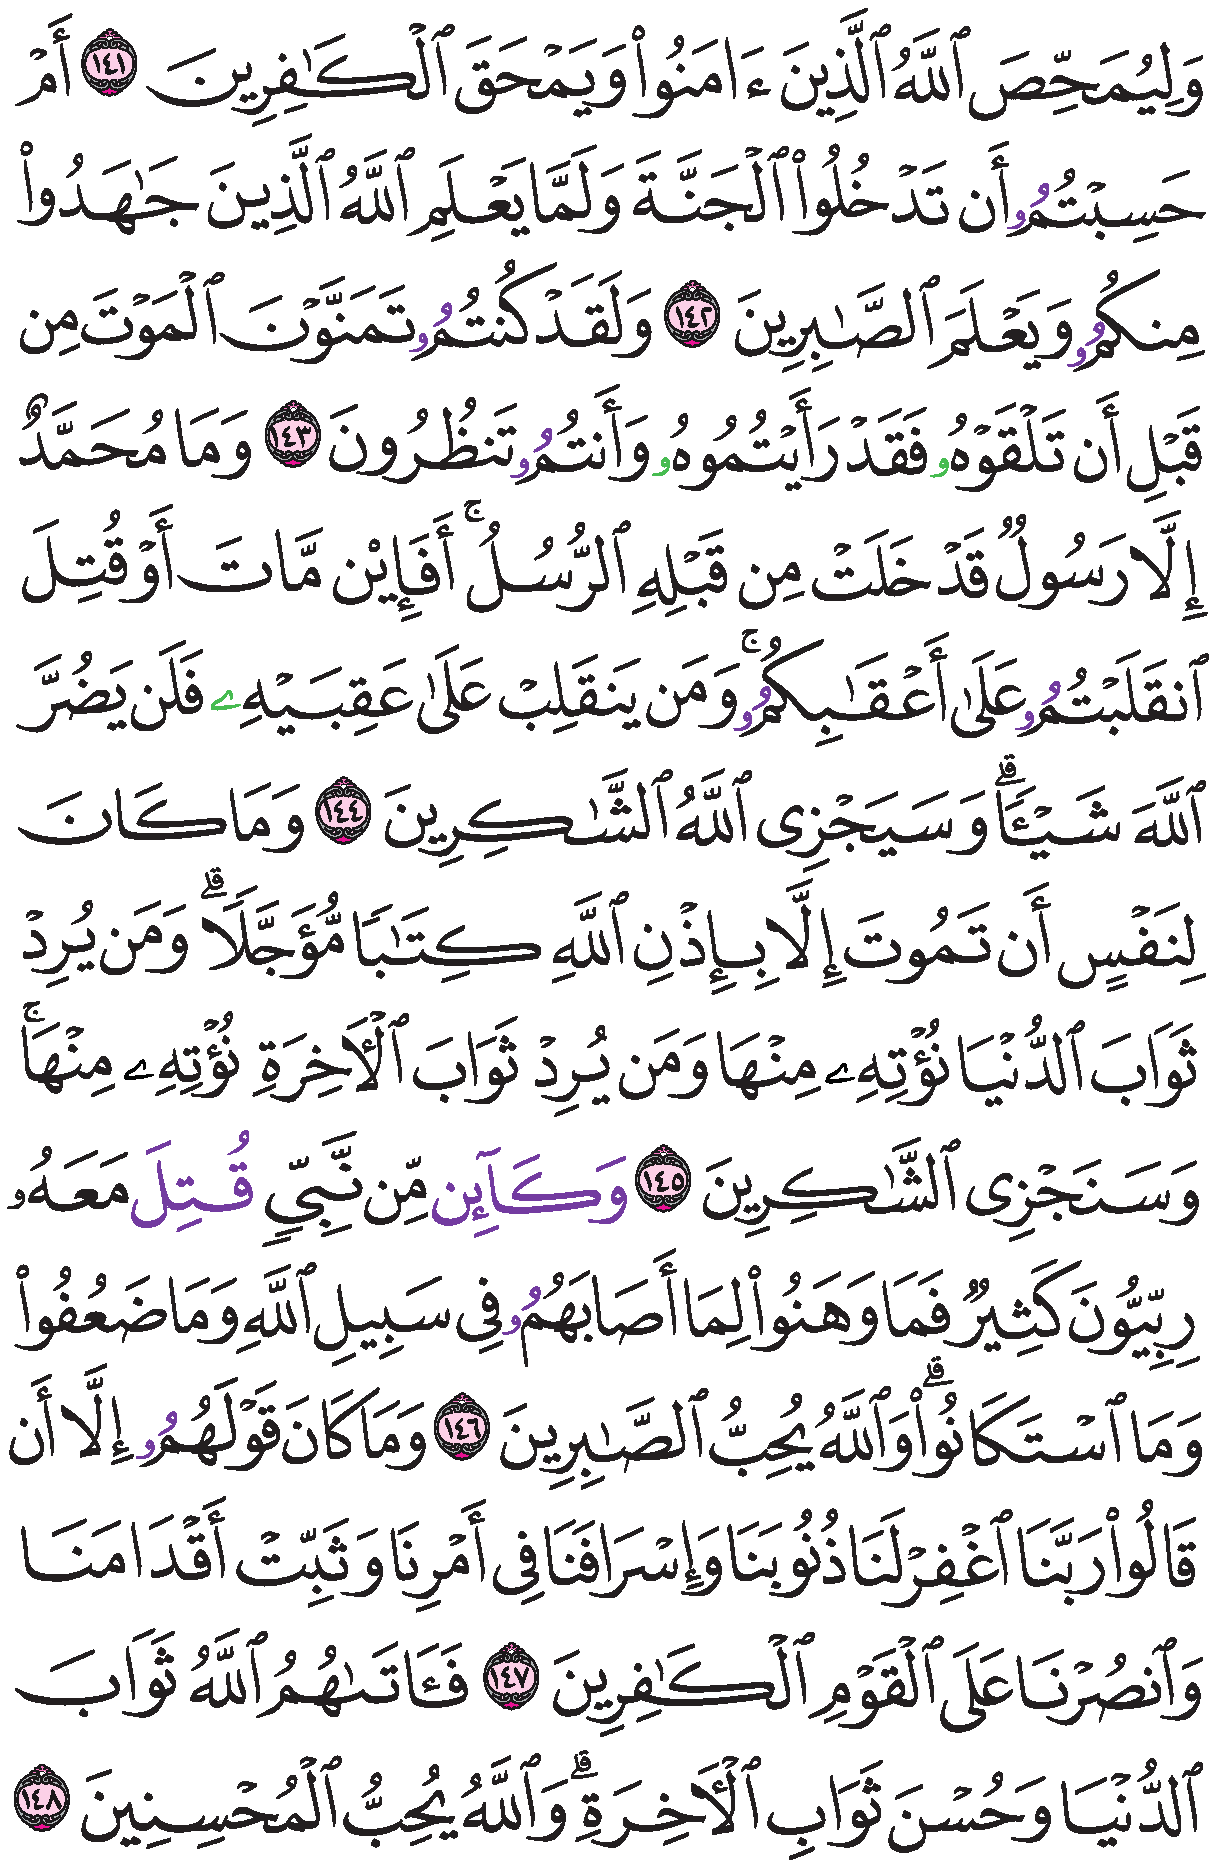 وَلِيُمَحِّصَ ٱللَّهُ ٱلَّذِينَ ءَامَنُواْ وَيَمْحَقَ ٱلْكَٰفِرِينَ ١٤١ أَمْ
حَسِبْتُمُۥ أَن تَدْخُلُواْ ٱلْجَنَّةَ وَلَمَّا يَعْلَمِ ٱللَّهُ ٱلَّذِينَ جَٰهَدُواْ
مِنكُمُۥ وَيَعْلَمَ ٱلصَّٰبِرِينَ ١٤٢ وَلَقَدْ كُنتُمُۥ تَمَنَّوْنَ ٱلْمَوْتَ مِن
قَبْلِ أَن تَلْقَوْهُۥ فَقَدْ رَأَيْتُمُوهُۥ وَأَنتُمُۥ تَنظُرُونَ ١٤٣ وَمَا مُحَمَّدٌ
إِلَّا رَسُولٌ قَدْ خَلَتْ مِن قَبْلِهِ ٱلرُّسُلُۚ أَفَإِيْن مَّاتَ أَوْ قُتِلَ
ٱنقَلَبْتُمُۥ عَلَىٰ أَعْقَٰبِكُمُۥۚ وَمَن يَنقَلِبْ عَلَىٰ عَقِبَيْهِۦ فَلَن يَضُرَّ
ٱللَّهَ شَيْـًٔاۗ وَسَيَجْزِى ٱللَّهُ ٱلشَّٰكِرِينَ ١٤٤ وَمَا كَانَ
لِنَفْسٍ أَن تَمُوتَ إِلَّا بِإِذْنِ ٱللَّهِ كِتَٰبًا مُّؤَجَّلًاۗ وَمَن يُرِدْ
ثَوَابَ ٱلدُّنْيَا نُؤْتِهِۦ مِنْهَا وَمَن يُرِدْ ثَوَابَ ٱلْأَخِرَةِ نُؤْتِهِۦ مِنْهَاۚ
وَسَنَجْزِى ٱلشَّٰكِرِينَ ١٤٥ وَكَآئِن مِّن نَّبِىٍّ قُتِلَ مَعَهُۥ
رِبِّيُّونَ كَثِيرٌ فَمَا وَهَنُواْ لِمَا أَصَابَهُمُۥ فِى سَبِيلِ ٱللَّهِ وَمَا ضَعُفُواْ
وَمَا ٱسْتَكَانُواْۗ وَٱللَّهُ يُحِبُّ ٱلصَّٰبِرِينَ ١٤٦ وَمَا كَانَ قَوْلَهُمُۥ إِلَّا أَن
قَالُواْ رَبَّنَا ٱغْفِرْ لَنَا ذُنُوبَنَا وَإِسْرَافَنَا فِى أَمْرِنَا وَثَبِّتْ أَقْدَامَنَا
وَٱنصُرْنَا عَلَى ٱلْقَوْمِ ٱلْكَٰفِرِينَ ١٤٧ فَـَٔاتَىٰهُمُ ٱللَّهُ ثَوَابَ
ٱلدُّنْيَا وَحُسْنَ ثَوَابِ ٱلْأَخِرَةِۗ وَٱللَّهُ يُحِبُّ ٱلْمُحْسِنِينَ ١٤٨